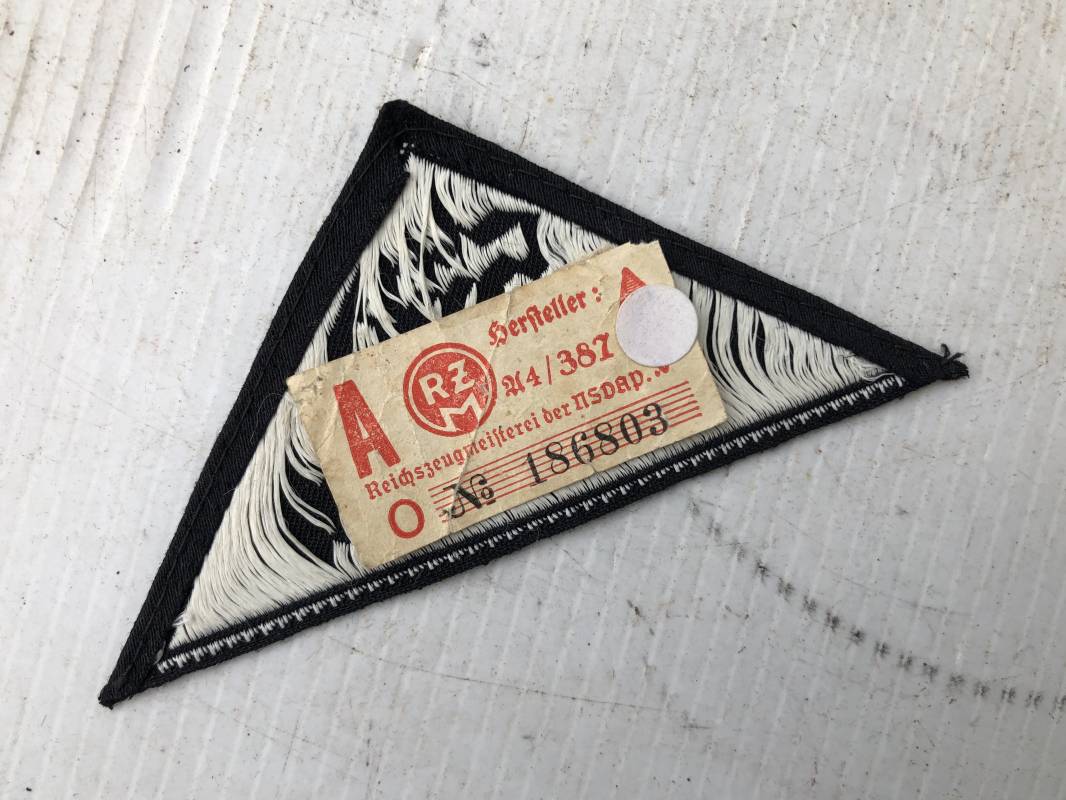 Hersteller:
A RZM A4/387
Reichszeugmeisterei der NSDAP.
O № 186803